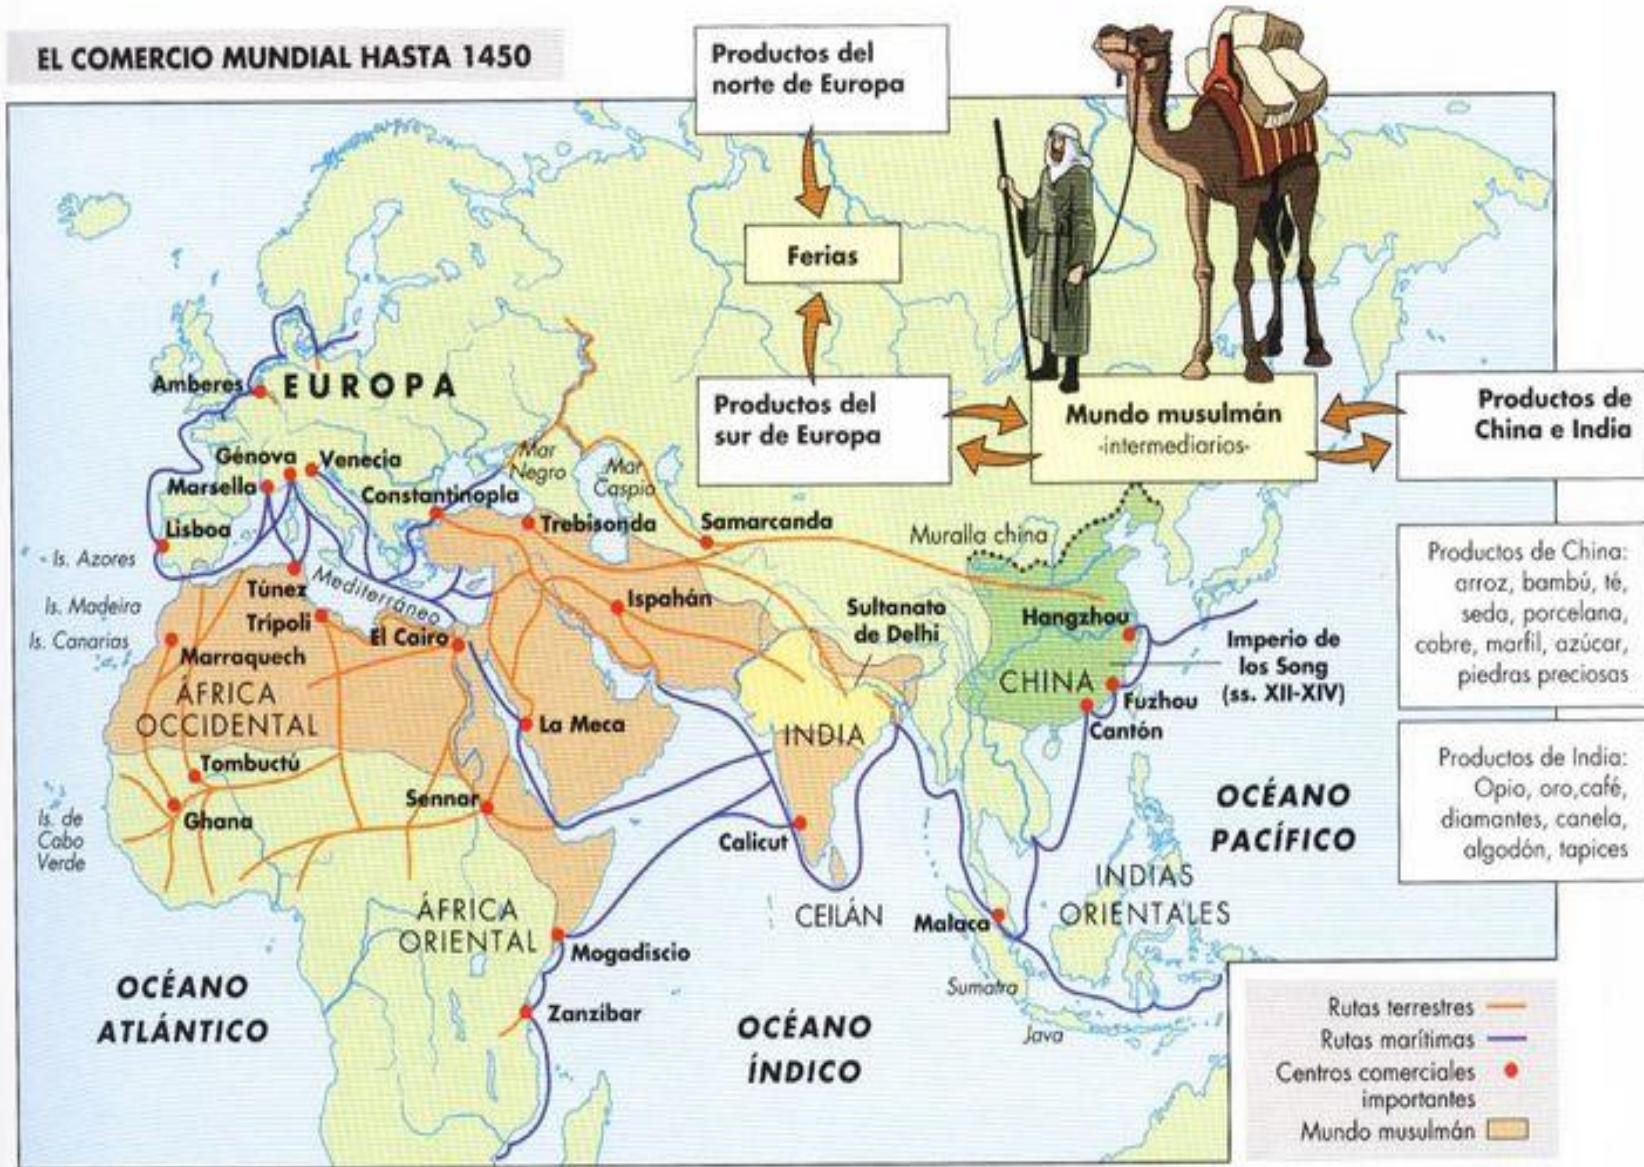 EL COMERCIO MUNDIAL HASTA 1450
Productos del
norte de Europa
Ferias
Productos del
sur de Europa
Mundo musulmán
-intermediarios-
Productos de
China e India
Productos de China:
arroz, bambú, té,
seda, porcelana,
cobre, marfil, azúcar,
piedras preciosas
Productos de India:
Opio, oro,café,
diamantes, canela,
algodón, tapices
Amberes
EUROPA
Génova
Venecia
Marsella
Lisboa
Constantinopla
Mar
Negro
Mar
Caspio
Trebisonda
Samarcanda
Muralla china
Is. Azores
Is. Madeira
Is. Canarias
Túnez
Mediterráneo
Trípoli
El Cairo
Marraquech
Ispahán
Sultanato
de Delhi
Hangzhou
Imperio de
los Song
(ss. XII-XIV)
CHINA
Fuzhou
Cantón
ÁFRICA
OCCIDENTAL
La Meca
INDIA
Tombuctú
Ghana
Sennar
Is. de
Cabo
Verde
Calicut
OCÉANO
PACÍFICO
ÁFRICA
ORIENTAL
Mogadiscio
CEILÁN
Malaca
INDIAS
ORIENTALES
Sumatra
Java
Zanzíbar
OCÉANO
ATLÁNTICO
OCÉANO
ÍNDICO
Rutas terrestres
Rutas marítimas
Centros comerciales
importantes
Mundo musulmán